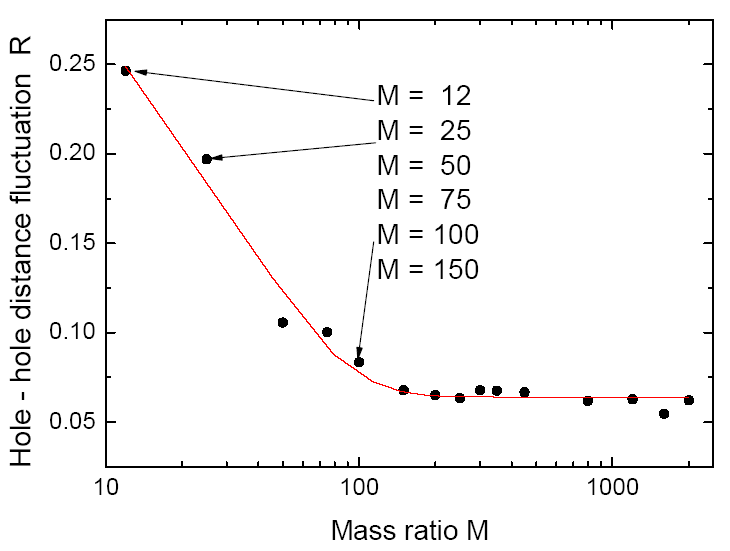 Hole - hole distance fluctuation R
0.25
0.20
0.15
0.10
0.05
M = 12
M = 25
M = 50
M = 75
M = 100
M = 150
10
100
1000
Mass ratio M